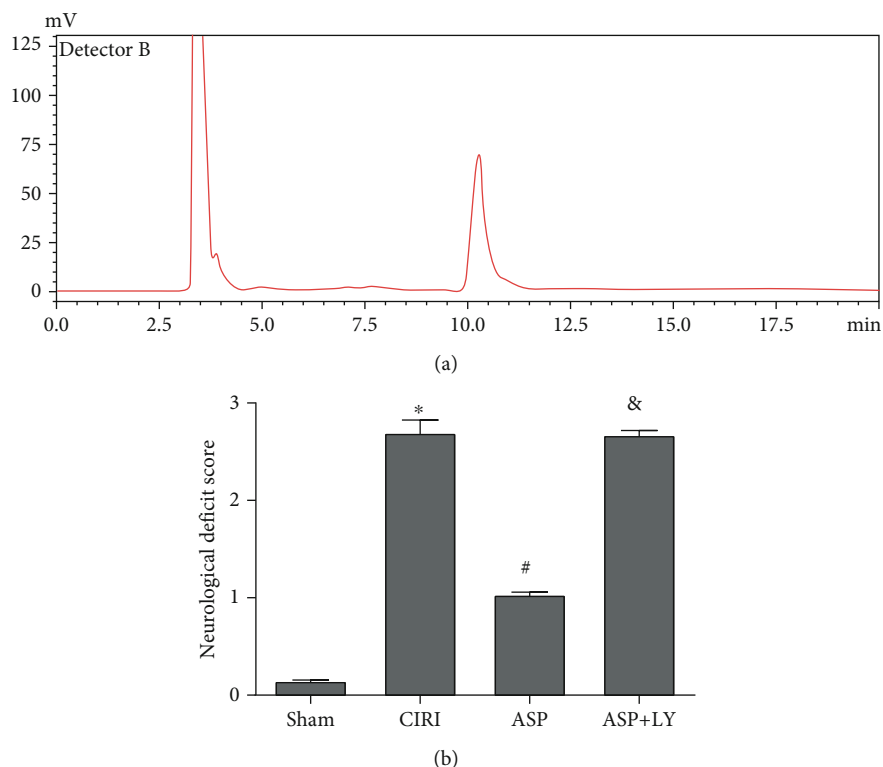 mV
125
Detector B
100
75
50
25
0
0.0 2.5 5.0 7.5 10.0 12.5 15.0 17.5 min
(a)
Neurological deficit score
3
2
1
0
*
#
&
Sham CIRI ASP ASP+LY
(b)